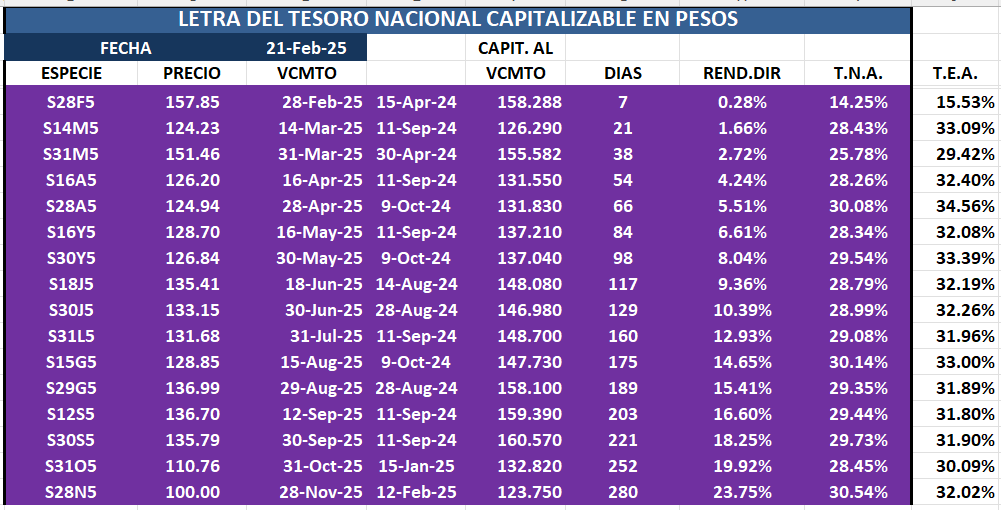 LETRA DEL TESORO NACIONAL CAPITALIZABLE EN PESOS
FECHA 21-Feb-25 CAPIT. AL
ESPECIE PRECIO VCMTO VCMTO DIAS REND.DIR T.N.A. T.E.A.
S28F5 157.85 28-Feb-25 15-Apr-24 158.288 7 0.28% 14.25% 15.53%
S14M5 124.23 14-Mar-25 11-Sep-24 126.290 21 1.66% 28.43% 33.09%
S31M5 151.46 31-Mar-25 30-Apr-24 155.582 38 2.72% 25.78% 29.42%
S16A5 126.20 16-Apr-25 11-Sep-24 131.550 54 4.24% 28.26% 32.40%
S28A5 124.94 28-Apr-25 9-Oct-24 131.830 66 5.51% 30.08% 34.56%
S16Y5 128.70 16-May-25 11-Sep-24 137.210 84 6.61% 28.34% 32.08%
S30Y5 126.84 30-May-25 9-Oct-24 137.040 98 8.04% 29.54% 33.39%
S18J5 135.41 18-Jun-25 14-Aug-24 148.080 117 9.36% 28.79% 32.19%
S30J5 133.15 30-Jun-25 28-Aug-24 146.980 129 10.39% 28.99% 32.26%
S31L5 131.68 31-Jul-25 11-Sep-24 148.700 160 12.93% 29.08% 31.96%
S15G5 128.85 15-Aug-25 9-Oct-24 147.730 175 14.65% 30.14% 33.00%
S29G5 136.99 29-Aug-25 28-Aug-24 158.100 189 15.41% 29.35% 31.89%
S12S5 136.70 12-Sep-25 11-Sep-24 159.390 203 16.60% 29.44% 31.80%
S30S5 135.79 30-Sep-25 11-Sep-24 160.570 221 18.25% 29.73% 31.90%
S31O5 110.76 31-Oct-25 15-Jan-25 132.820 252 19.92% 28.45% 30.09%
S28N5 100.00 28-Nov-25 12-Feb-25 123.750 280 23.75% 30.54% 32.02%